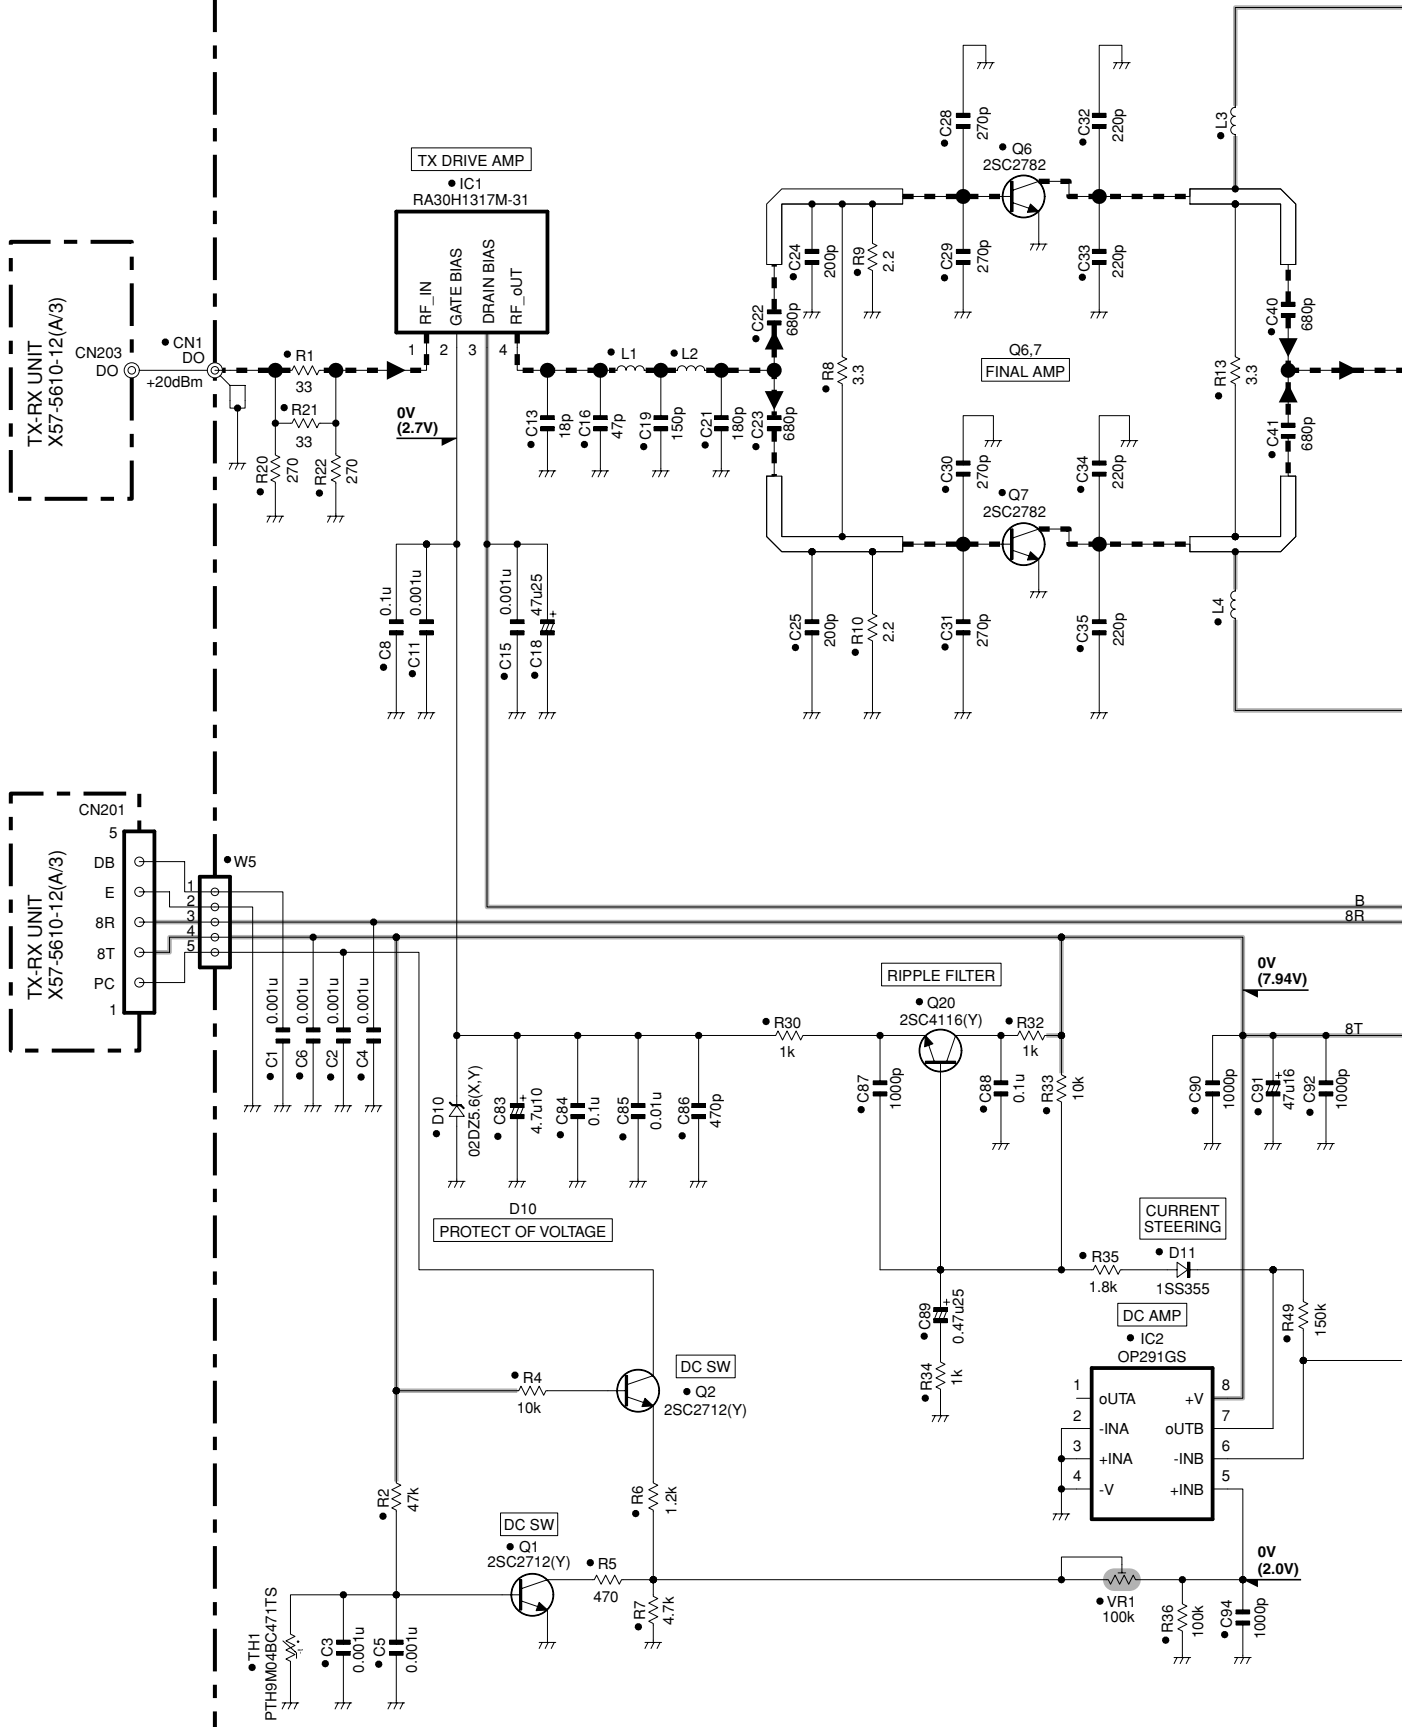 TX DRIVE AMP
IC1
RA30H1317M-31
RF_IN
GATE BIAS
DRAIN BIAS
RF_oUT
1
2
3
4
TX-RX UNIT
X57-5610-12(A/3)
CN203
DO
CN1
DO
+20dBm
R1
33
R21
33
R20
270
R22
270
0V
(2.7V)
L1
L2
C13
18p
C16
47p
C19
150p
C21
180p
C22
680p
C23
680p
C24
200p
R8
3.3
R9
2.2
C28
270p
C29
270p
Q6
2SC2782
C32
220p
C33
220p
L3
Q6,7
FINAL AMP
R13
3.3
C40
680p
C41
680p
C30
270p
Q7
2SC2782
C34
220p
C25
200p
R10
2.2
C31
270p
C35
220p
L4
C8
0.1u
C11
0.001u
C15
0.001u
C18
47u25
+
TX-RX UNIT
X57-5610-12(A/3)
CN201
5
DB
E
8R
8T
PC
1
W5
1
2
3
4
5
B
8R
C1
0.001u
C6
0.001u
C2
0.001u
C4
0.001u
RIPPLE FILTER
Q20
2SC4116(Y)
R30
1k
R32
1k
0V
(7.94V)
8T
D10
02DZ5.6(X,Y)
C83
4.7u10
+
C84
0.1u
C85
0.01u
C86
470p
C87
1000p
C88
0.1u
R33
10k
C90
1000p
C91
47u16
+
C92
1000p
D10
PROTECT OF VOLTAGE
CURRENT
STEERING
R35
1.8k
D11
1SS355
C89
0.47u25
+
R34
1k
R49
150k
DC AMP
IC2
OP291GS
1
oUTA
2
-INA
3
+INA
4
-V
8
+V
7
oUTB
6
-INB
5
+INB
R4
10k
DC SW
Q2
2SC2712(Y)
R2
47k
R6
1.2k
DC SW
Q1
2SC2712(Y)
R5
470
R7
4.7k
0V
(2.0V)
VR1
100k
R36
100k
C94
1000p
TH1
PTH9M04BC471TS
C3
0.001u
C5
0.001u